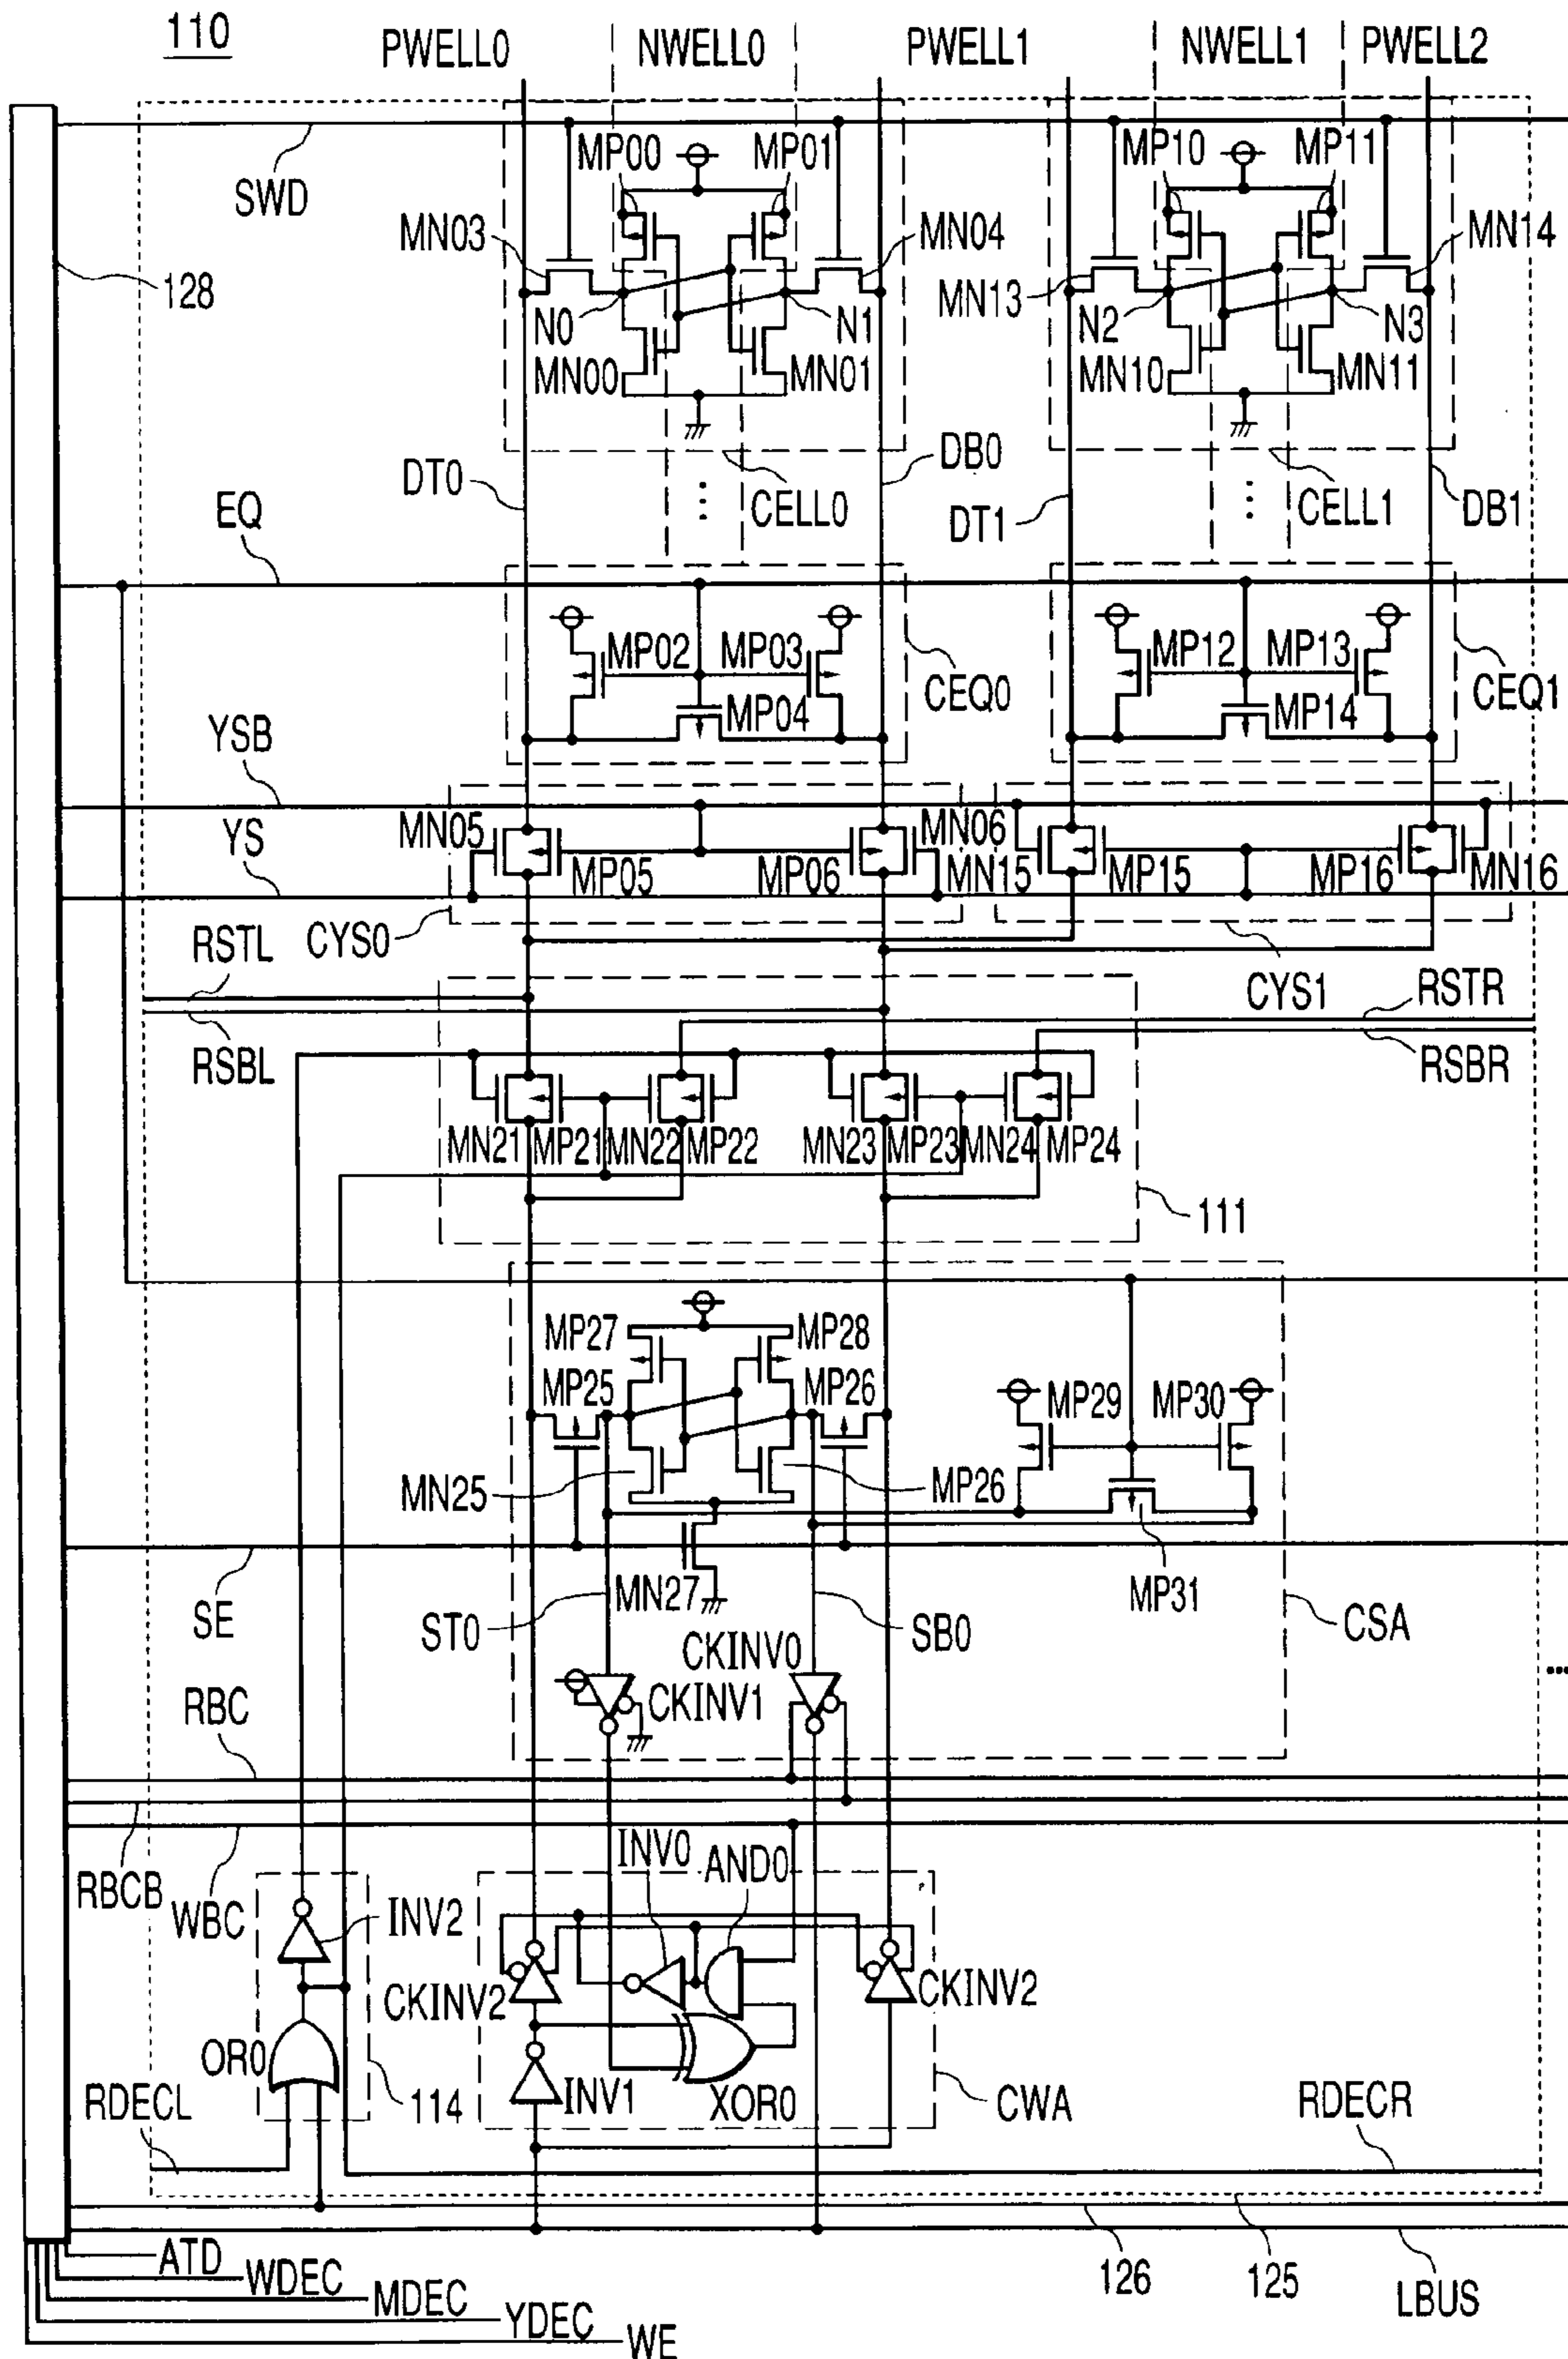 110
PWELL0 NWELL0 PWELL1 NWELL1 PWELL2
MP00 MP01 MP10 MP11
SWD
MN03 MN04 MN14
128 MN13
N0 N1 N2 N3
MN00 MN01 MN10 MN11
DT0 DB0
CELL0 CELL1
EQ DT1 DB1
MP02 MP03 MP12 MP13
CEQ0 CEQ1
MP04 MP14
YSB
MN05 MN06
YS
MP05 MP06 MN15 MP15 MP16 MN16
RSTL CYS0
CYS1 RSTR
RSBL RSBR
MN21 MP21 MN22 MP22 MN23 MP23 MN24 MP24
111
MP27 MP28
MP25 MP26 MP29 MP30
MN25 MP26
SE MN27 MP31
ST0 SB0 CSA
CKINV0
RBC CKINV1
INV0 AND0
RBCB WBC INV2
CKINV2 CKINV2
OR0
RDECL 114 INV1 XOR0 CWA RDECR
ATD 126 125 LBUS
WDEC
MDEC
YDEC
WE